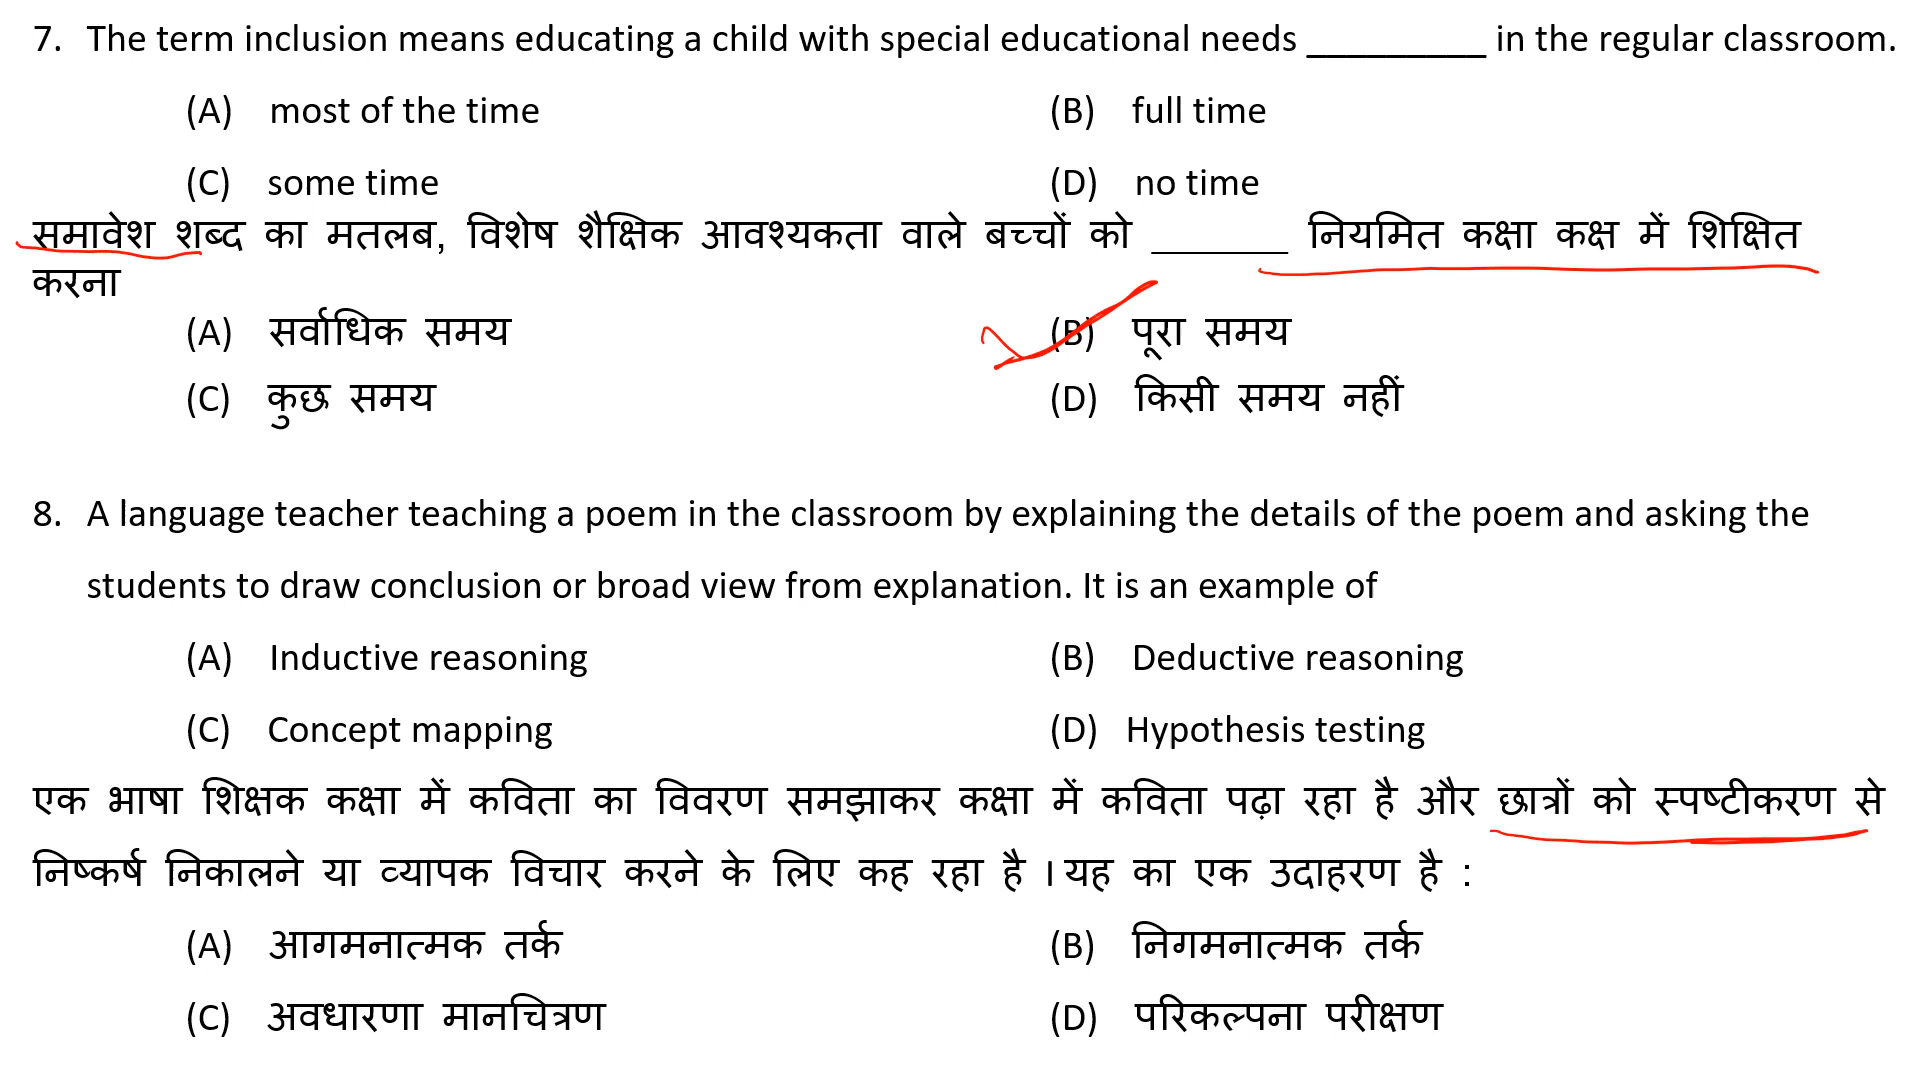 7. The term inclusion means educating a child with special educational needs _________ in the regular classroom.
(A) most of the time (B) full time
(C) some time (D) no time
समावेश शब्द का मतलब, विशेष शैक्षिक आवश्यकता वाले बच्चों को _______ नियमित कक्षा कक्ष में शिक्षित
करना
(A) सर्वाधिक समय (B) पूरा समय
(C) कुछ समय (D) किसी समय नहीं
8. A language teacher teaching a poem in the classroom by explaining the details of the poem and asking the
students to draw conclusion or broad view from explanation. It is an example of
(A) Inductive reasoning (B) Deductive reasoning
(C) Concept mapping (D) Hypothesis testing
एक भाषा शिक्षक कक्षा में कविता का विवरण समझाकर कक्षा में कविता पढ़ा रहा है और छात्रों को स्पष्टीकरण से
निष्कर्ष निकालने या व्यापक विचार करने के लिए कह रहा है । यह का एक उदाहरण है :
(A) आगमनात्मक तर्क (B) निगमनात्मक तर्क
(C) अवधारणा मानचित्रण (D) परिकल्पना परीक्षण